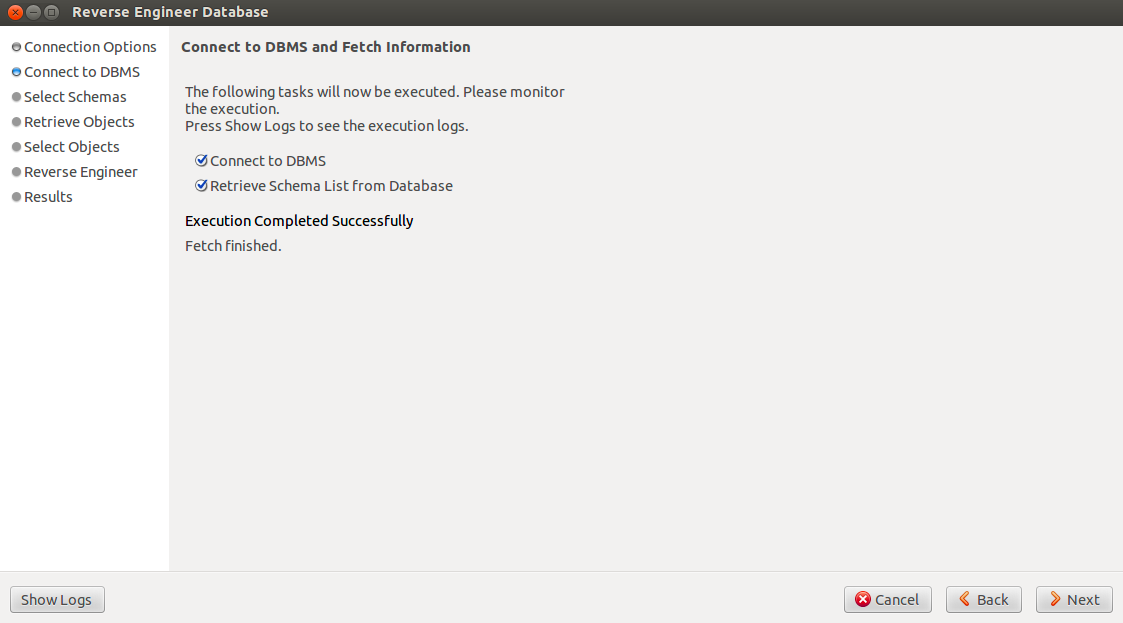 Reverse Engineer Database
Connection Options
Connect to DBMS
Select Schemas
Retrieve Objects
Select Objects
Reverse Engineer
Results
Connect to DBMS and Fetch Information
The following tasks will now be executed. Please monitor
the execution.
Press Show Logs to see the execution logs.
Connect to DBMS
Retrieve Schema List from Database
Execution Completed Successfully
Fetch finished.
Show Logs
Cancel
Back
Next